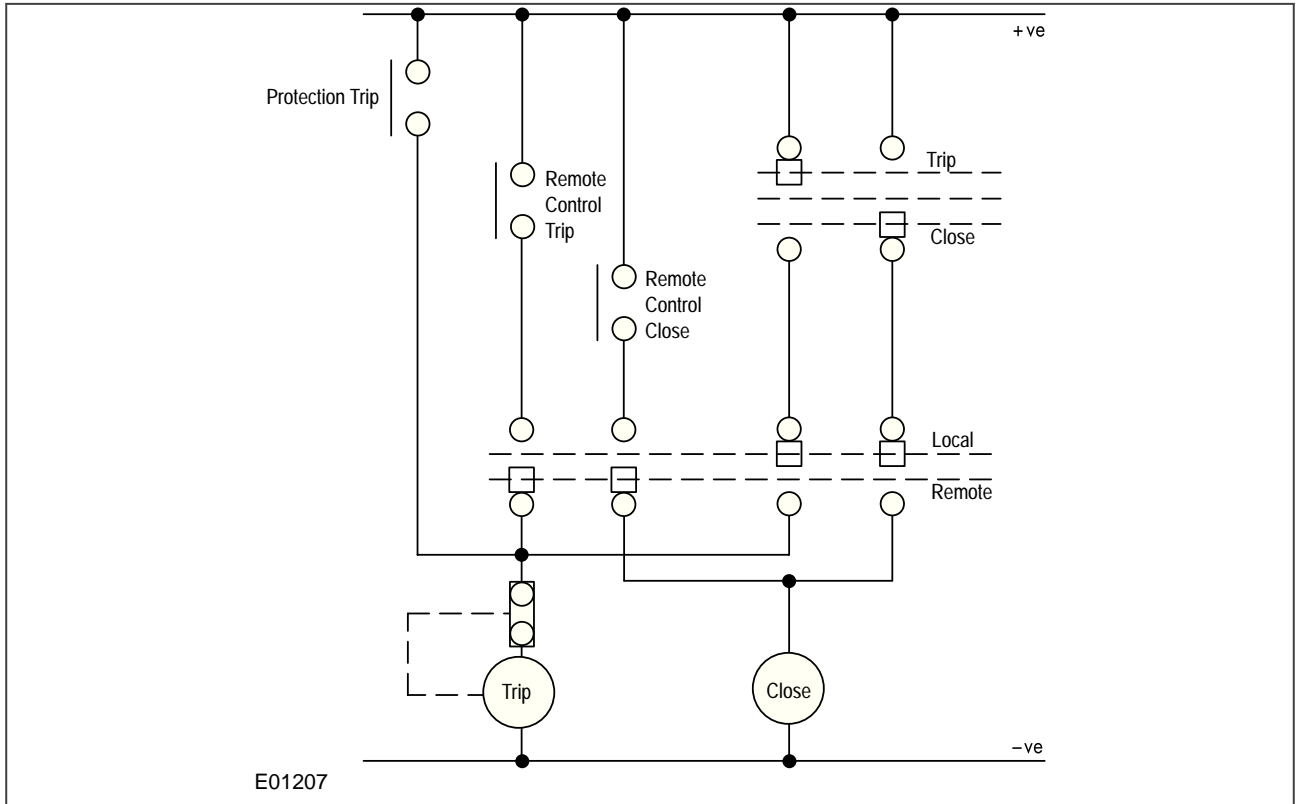 +ve
Protection Trip
Remote
Control
Trip
Remote
Control
Close
Trip
Close
Local
Remote
Trip
Close
−ve
E01207